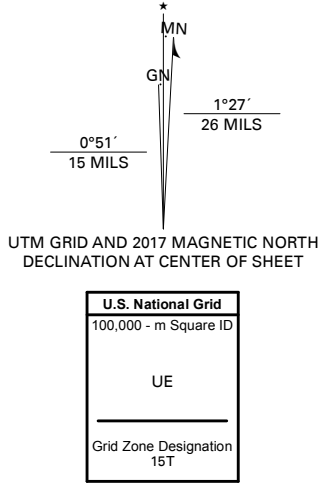 ★
MN
GN
1°27´
26 MILS
0°51´
15 MILS
UTM GRID AND 2017 MAGNETIC NORTH
DECLINATION AT CENTER OF SHEET
U.S. National Grid
100,000 - m Square ID
UE
Grid Zone Designation
15T